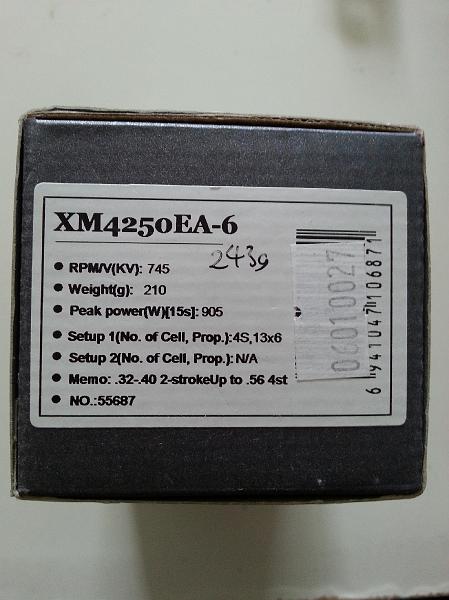 XM4250EA-6
243g
RPM/V(KV): 745
Weight(g): 210
Peak power(W)[15s]: 905
Setup 1(No. of Cell, Prop.):4S,13x6
Setup 2(No. of Cell, Prop.):N/A
Memo: .32-.40 2-strokeUp to .56 4st
NO.:55687
06010027
6 941047 106871